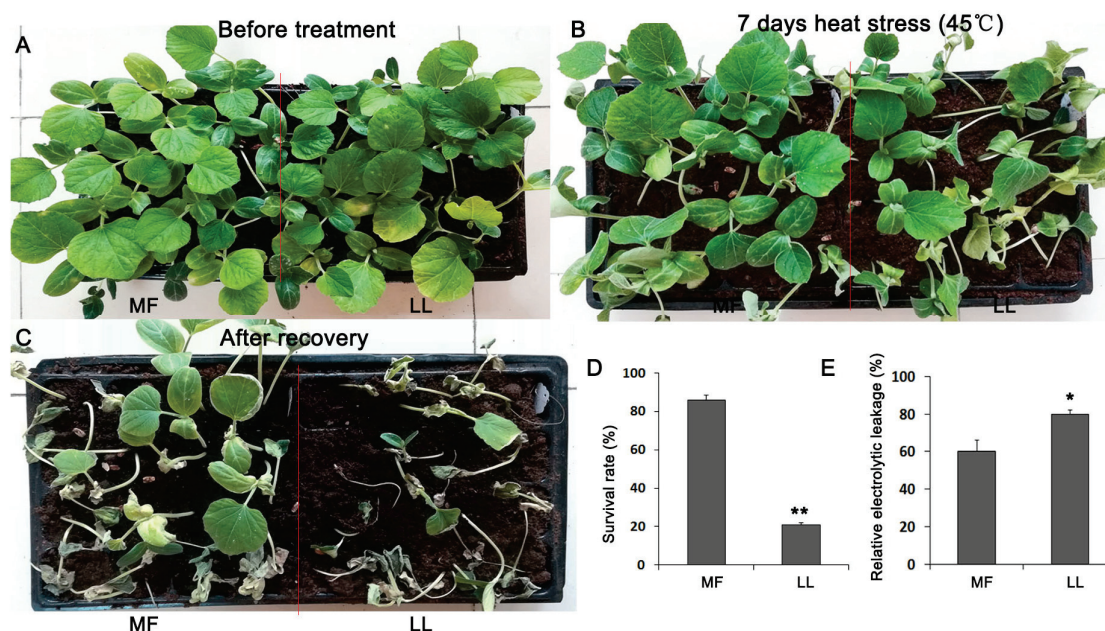 A
Before treatment
MF
LL
B
7 days heat stress (45℃)
MF
LL
C
After recovery
MF
LL
D
Survival rate (%)
100
80
60
40
20
0
**
MF
LL
E
Relative electrolytic leakage (%)
100
80
60
40
20
0
*
MF
LL